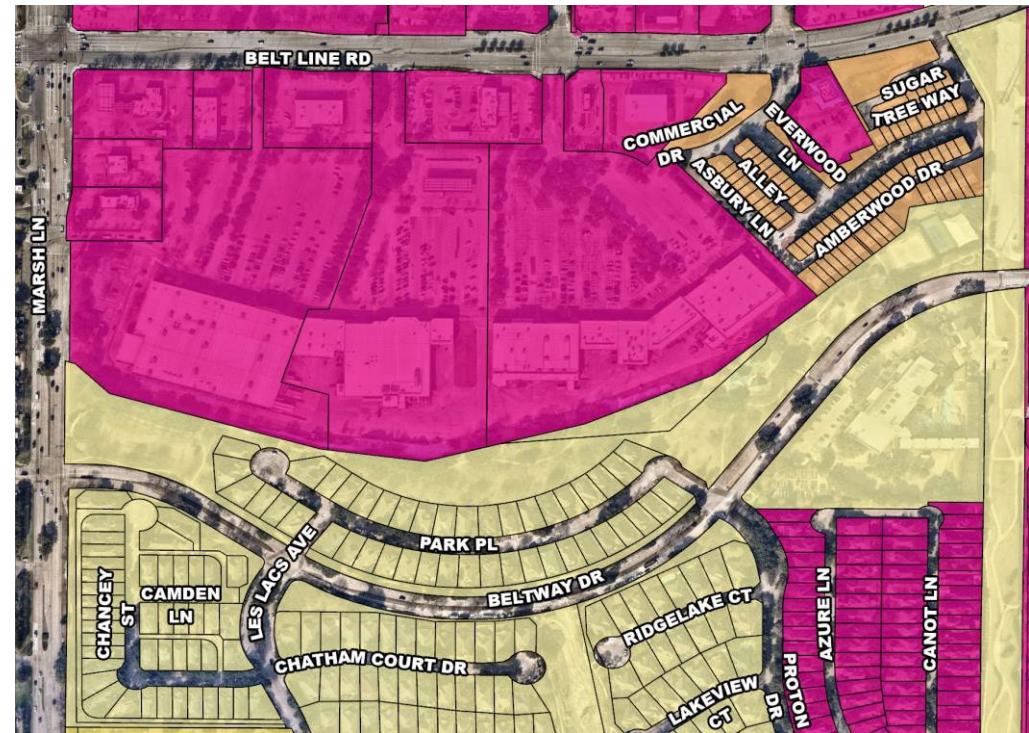 BELT LINE RD
SUGAR
TREE WAY
COMMERCIAL
DR
EVERWOOD
LN
ALLEY
ASBURY LN
AMBERWOOD DR
MARSH LN
PARK PL
LES LACS AVE
BELTWAY DR
CHANCEY
ST
CAMDEN
LN
CHATHAM COURT DR
RIDGELAKE CT
LAKEVIEW
CT
PROTON
DR
AZURE LN
CANOT LN